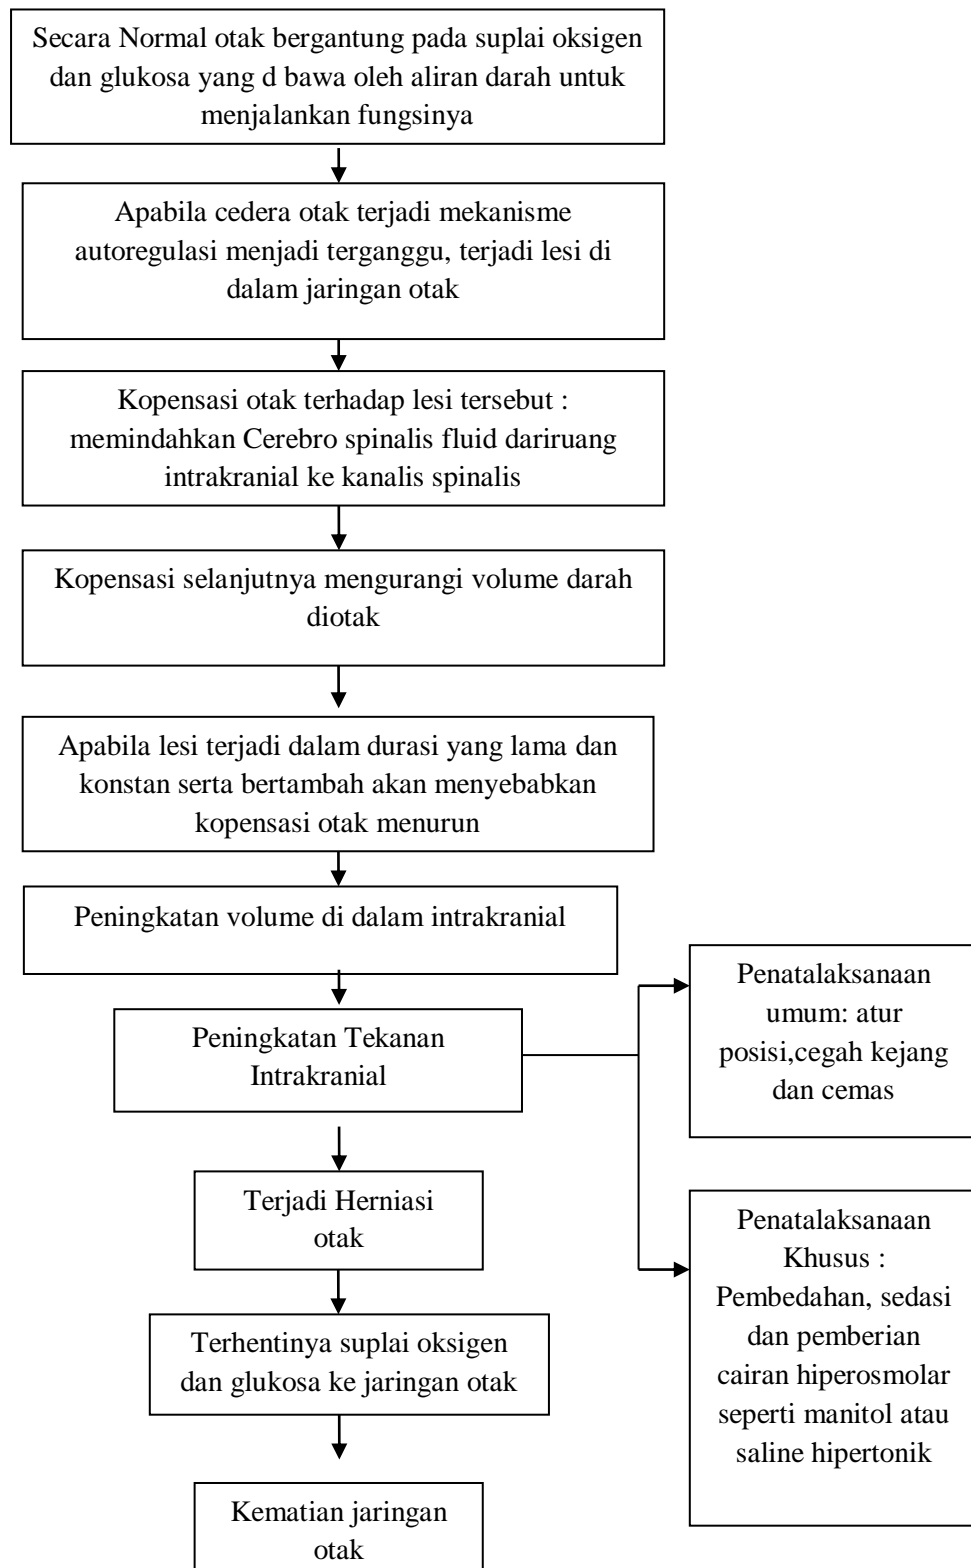 Secara Normal otak bergantung pada suplai oksigen
dan glukosa yang d bawa oleh aliran darah untuk
menjalankan fungsinya
Apabila cedera otak terjadi mekanisme
autoregulasi menjadi terganggu, terjadi lesi di
dalam jaringan otak
Kopensasi otak terhadap lesi tersebut :
memindahkan Cerebro spinalis fluid dariruang
intrakranial ke kanalis spinalis
Kopensasi selanjutnya mengurangi volume darah
diotak
Apabila lesi terjadi dalam durasi yang lama dan
konstan serta bertambah akan menyebabkan
kopensasi otak menurun
Peningkatan volume di dalam intrakranial
Peningkatan Tekanan
Intrakranial
Penatalaksanaan
umum: atur
posisi,cegah kejang
dan cemas
Terjadi Herniasi
otak
Penatalaksanaan
Khusus :
Pembedahan, sedasi
dan pemberian
cairan hiperosmolar
seperti manitol atau
saline hipertonik
Terhentinya suplai oksigen
dan glukosa ke jaringan otak
Kematian jaringan
otak